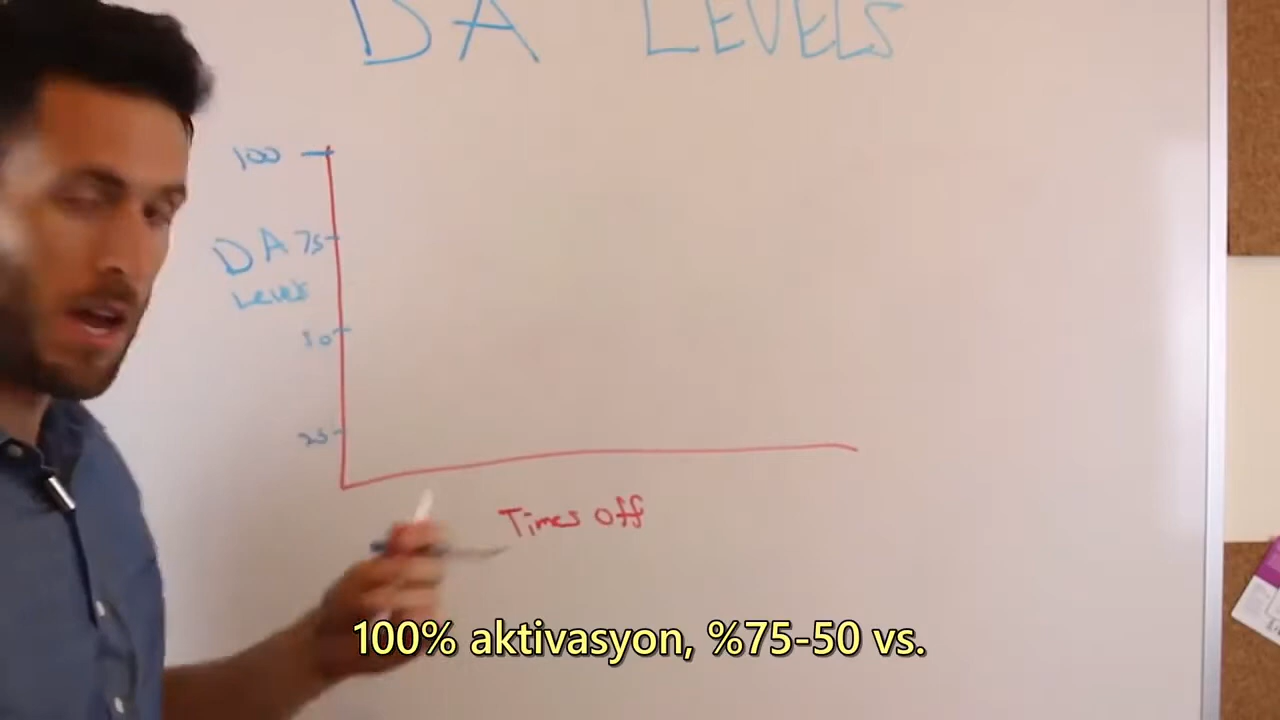 DA LEVELS
100
DA 75
Levels
50
25
Times Off
100% aktivasyon, %75-50 vs.